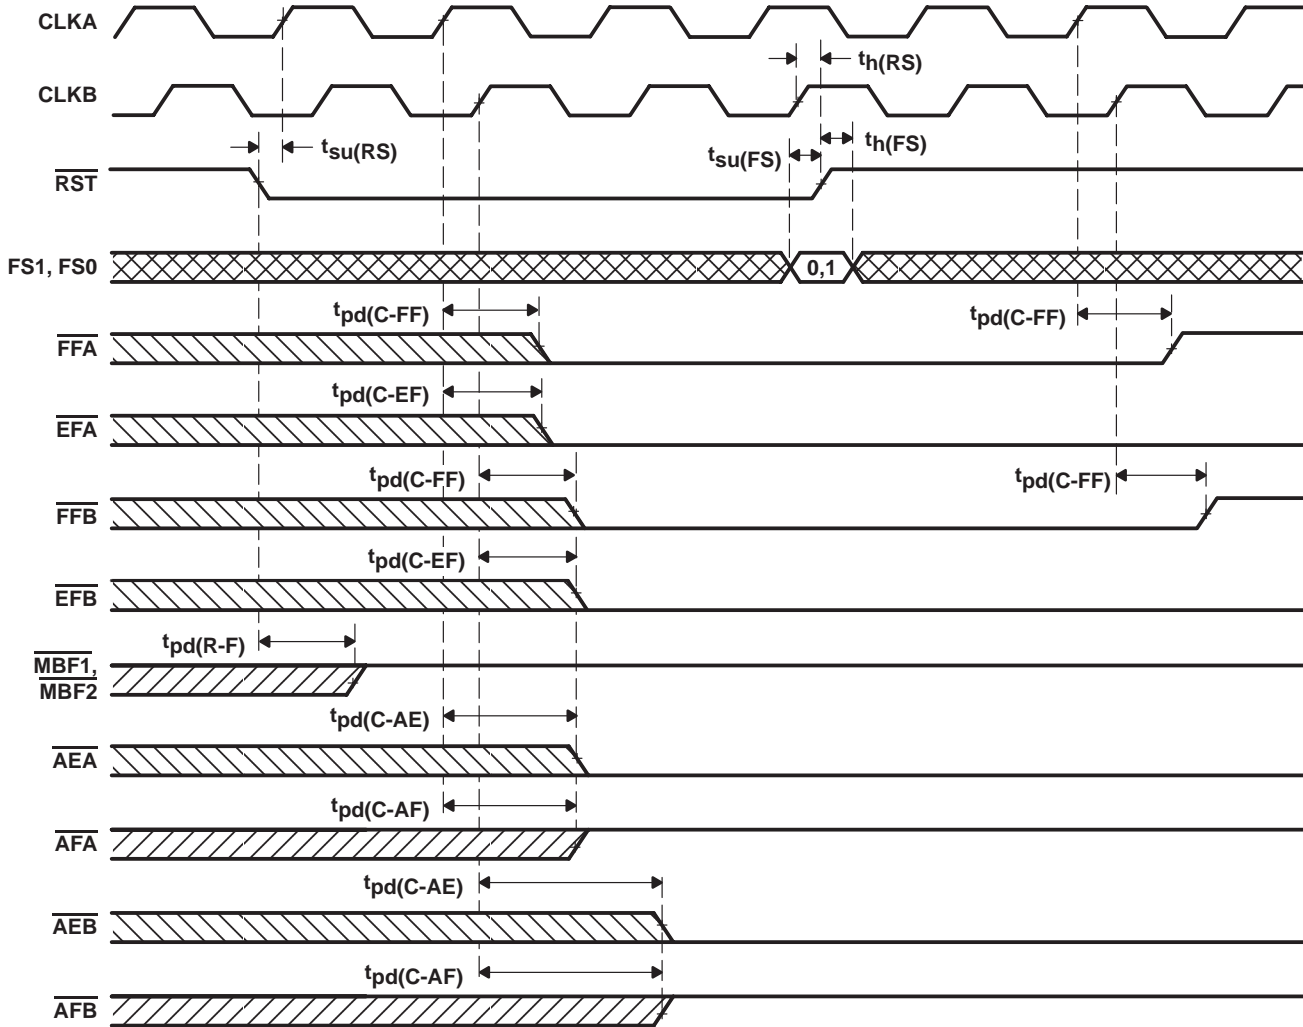 CLKA
th(RS)
CLKB
tsu(RS)
tsu(FS)
th(FS)
RST
FS1, FS0
0,1
tpd(C-FF)
tpd(C-FF)
FFA
tpd(C-EF)
EFA
tpd(C-FF)
tpd(C-FF)
FFB
tpd(C-EF)
EFB
tpd(R-F)
MBF1,
MBF2
tpd(C-AE)
AEA
tpd(C-AF)
AFA
tpd(C-AE)
AEB
tpd(C-AF)
AFB